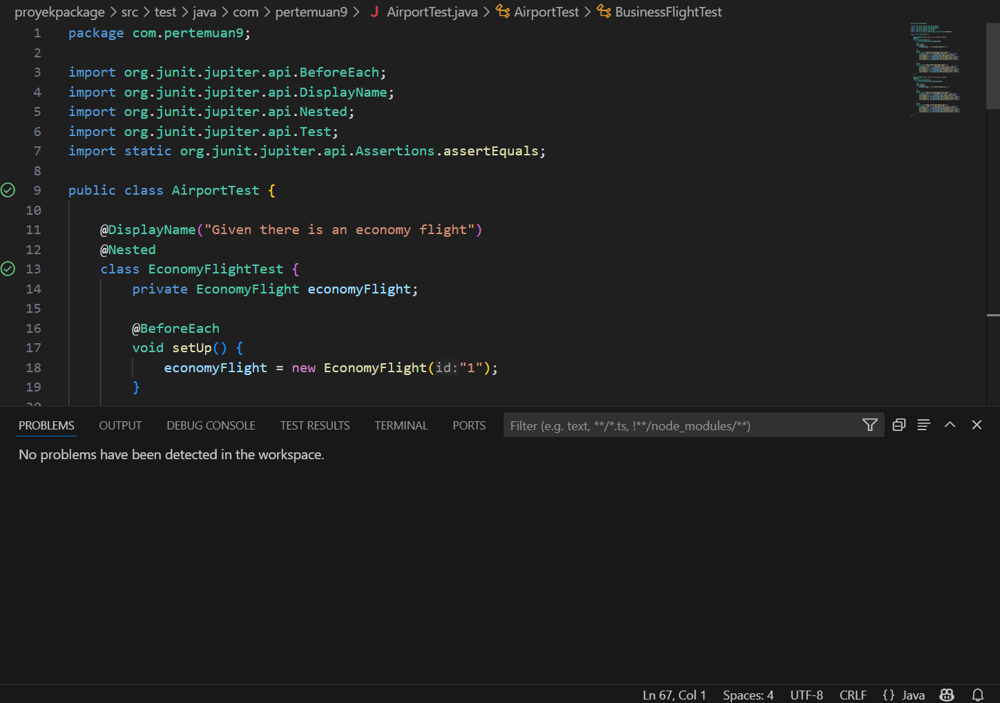 proyekpackage > src > test > java > com > pertemuan9 > J AirportTest.java > AirportTest > BusinessFlightTest
1 package com.pertemuan9;
2
3 import org.junit.jupiter.api.BeforeEach;
4 import org.junit.jupiter.api.DisplayName;
5 import org.junit.jupiter.api.Nested;
6 import org.junit.jupiter.api.Test;
7 import static org.junit.jupiter.api.Assertions.assertEquals;
8
9 public class AirportTest {
10
11 @DisplayName("Given there is an economy flight")
12 @Nested
13 class EconomyFlightTest {
14 private EconomyFlight economyFlight;
15
16 @BeforeEach
17 void setUp() {
18 economyFlight = new EconomyFlight(id:"1");
19 }
20
PROBLEMS OUTPUT DEBUG CONSOLE TEST RESULTS TERMINAL PORTS Filter (e.g. text, **/*.ts, !**/node_modules/**)
No problems have been detected in the workspace.
Ln 67, Col 1 Spaces: 4 UTF-8 CRLF {} Java